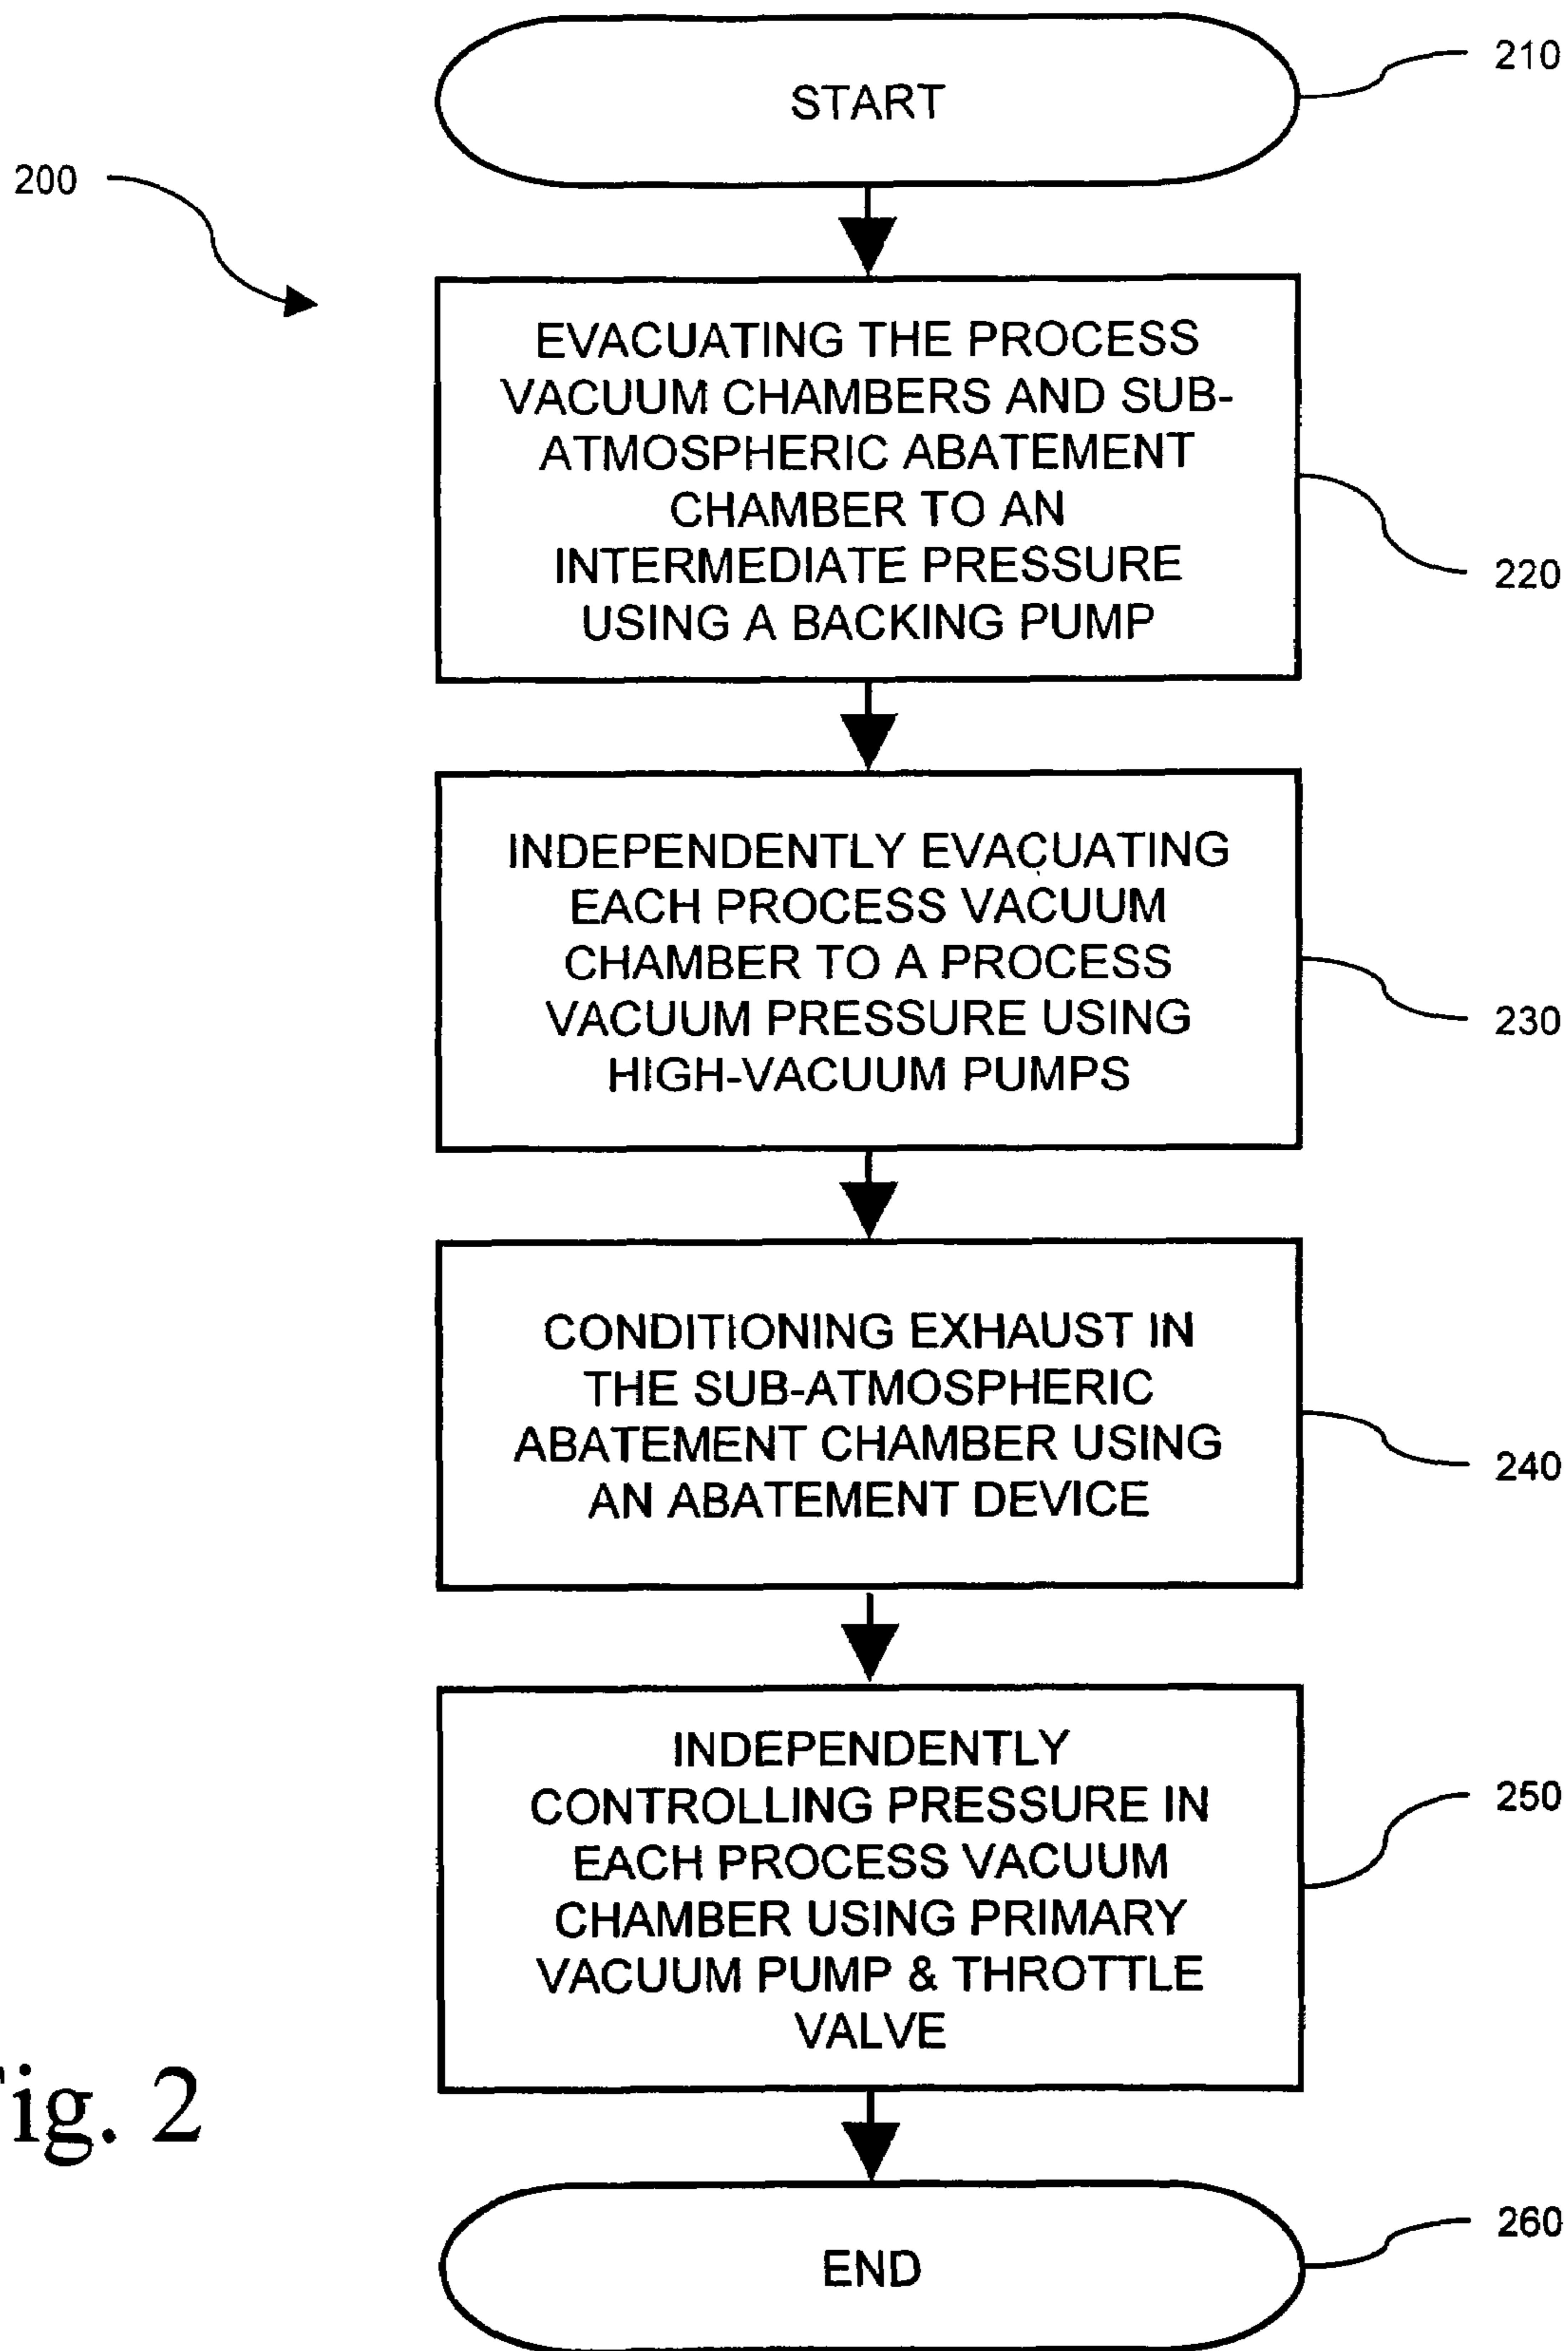 START
210
200
EVACUATING THE PROCESS
VACUUM CHAMBERS AND SUB-
ATMOSPHERIC ABATEMENT
CHAMBER TO AN
INTERMEDIATE PRESSURE
USING A BACKING PUMP
220
INDEPENDENTLY EVACUATING
EACH PROCESS VACUUM
CHAMBER TO A PROCESS
VACUUM PRESSURE USING
HIGH-VACUUM PUMPS
230
CONDITIONING EXHAUST IN
THE SUB-ATMOSPHERIC
ABATEMENT CHAMBER USING
AN ABATEMENT DEVICE
240
INDEPENDENTLY
CONTROLLING PRESSURE IN
EACH PROCESS VACUUM
CHAMBER USING PRIMARY
VACUUM PUMP & THROTTLE
VALVE
250
ig. 2
END
260